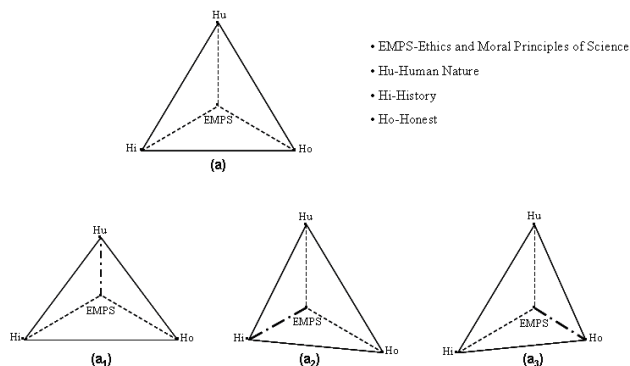 Hu
• EMPS-Ethics and Moral Principles of Science
• Hu-Human Nature
• Hi-History
• Ho-Honest
EMPS
Hi Ho
(a)
Hu Hu Hu
EMPS EMPS EMPS
Hi Ho Hi Ho Hi Ho
(a1) (a2) (a3)